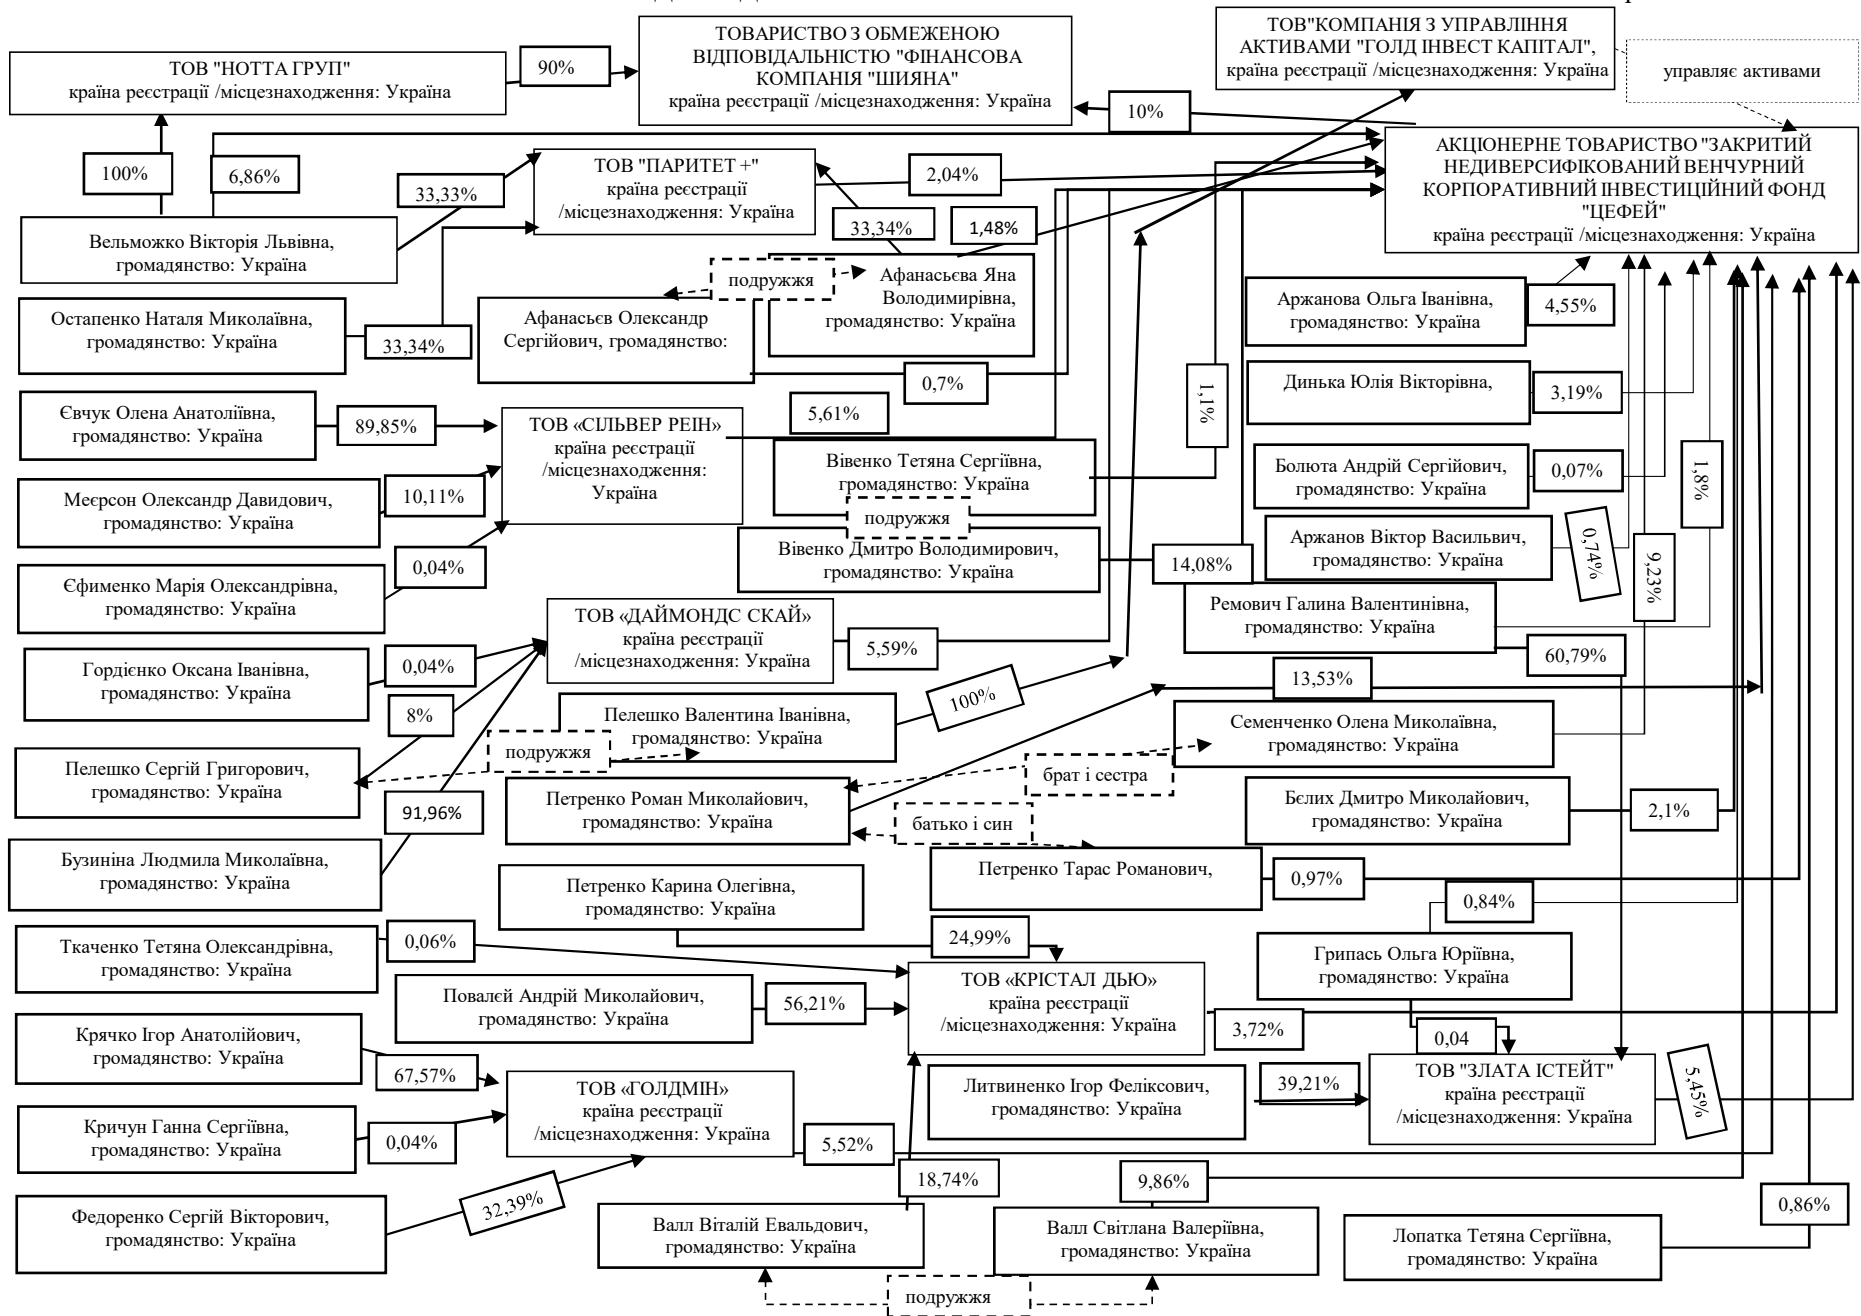 ТОВ "НОТТА ГРУП"
країна реєстрації /місцезнаходження: Україна
90%
ТОВАРИСТВО З ОБМЕЖЕНОЮ
ВІДПОВІДАЛЬНІСТЮ "ФІНАНСОВА
КОМПАНІЯ "ШИЯНА"
країна реєстрації /місцезнаходження: Україна
ТОВ"КОМПАНІЯ З УПРАВЛІННЯ
АКТИВАМИ "ГОЛД ІНВЕСТ КАПІТАЛ",
країна реєстрації /місцезнаходження: Україна
управляє активами
10%
АКЦІОНЕРНЕ ТОВАРИСТВО "ЗАКРИТИЙ
НЕДИВЕРСИФІКОВАНИЙ ВЕНЧУРНИЙ
КОРПОРАТИВНИЙ ІНВЕСТИЦІЙНИЙ ФОНД
"ЦЕФЕЙ"
країна реєстрації /місцезнаходження: Україна
100%
6,86%
33,33%
ТОВ "ПАРИТЕТ +"
країна реєстрації
/місцезнаходження: Україна
2,04%
33,34%
1,48%
Вельможко Вікторія Львівна,
громадянство: Україна
подружжя
Афанасьєва Яна
Володимирівна,
громадянство: Україна
Остапенко Наталя Миколаївна,
громадянство: Україна
33,34%
Афанасьєв Олександр
Сергійович, громадянство:
0,7%
Аржанова Ольга Іванівна,
громадянство: Україна
4,55%
Динька Юлія Вікторівна,
3,19%
1,1%
Євчук Олена Анатоліївна,
громадянство: Україна
89,85%
ТОВ «СІЛЬВЕР РЕІН»
країна реєстрації
/місцезнаходження:
Україна
5,61%
Вівенко Тетяна Сергіївна,
громадянство: Україна
подружжя
Вівенко Дмитро Володимирович,
громадянство: Україна
14,08%
Болюта Андрій Сергійович,
громадянство: Україна
0,07%
1,8%
Меєрсон Олександр Давидович,
громадянство: Україна
10,11%
Аржанов Віктор Васильвич,
громадянство: Україна
0,74%
9,23%
Єфименко Марія Олександрівна,
громадянство: Україна
0,04%
ТОВ «ДАЙМОНДС СКАЙ»
країна реєстрації
/місцезнаходження: Україна
5,59%
Ремович Галина Валентинівна,
громадянство: Україна
60,79%
Гордієнко Оксана Іванівна,
громадянство: Україна
0,04%
8%
Пелешко Валентина Іванівна,
громадянство: Україна
100%
13,53%
Семенченко Олена Миколаївна,
громадянство: Україна
подружжя
Пелешко Сергій Григорович,
громадянство: Україна
брат і сестра
Петренко Роман Миколайович,
громадянство: Україна
91,96%
батько і син
Бєлих Дмитро Миколайович,
громадянство: Україна
2,1%
Бузиніна Людмила Миколаївна,
громадянство: Україна
Петренко Карина Олегівна,
громадянство: Україна
Петренко Тарас Романович,
0,97%
0,84%
Ткаченко Тетяна Олександрівна,
громадянство: Україна
0,06%
24,99%
Грипась Ольга Юріївна,
громадянство: Україна
Повалєй Андрій Миколайович,
громадянство: Україна
56,21%
ТОВ «КРІСТАЛ ДЬЮ»
країна реєстрації
/місцезнаходження: Україна
3,72%
0,04
Крячко Ігор Анатолійович,
громадянство: Україна
67,57%
ТОВ «ГОЛДМІН»
країна реєстрації
/місцезнаходження: Україна
Литвиненко Ігор Феліксович,
громадянство: Україна
39,21%
ТОВ "ЗЛАТА ІСТЕЙТ"
країна реєстрації
/місцезнаходження: Україна
5,45%
Кричун Ганна Сергіївна,
громадянство: Україна
0,04%
5,52%
18,74%
9,86%
32,39%
0,86%
Федоренко Сергій Вікторович,
громадянство: Україна
Валл Віталій Евальдович,
громадянство: Україна
Валл Світлана Валеріївна,
громадянство: Україна
Лопатка Тетяна Сергіївна,
громадянство: Україна
подружжя